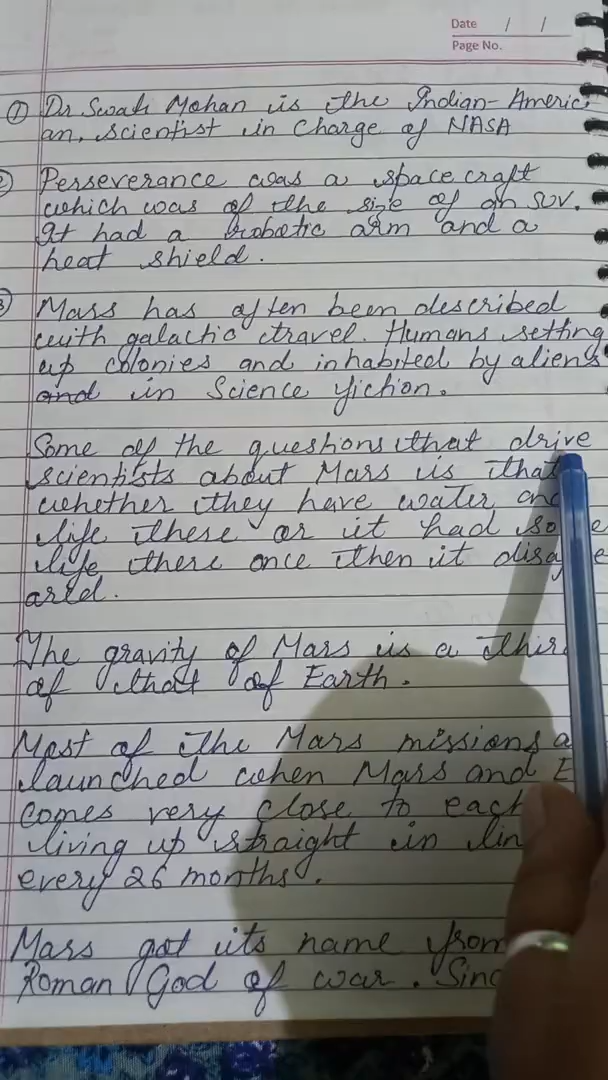 Date / /
Page No.
① Dr Swati Mohan is the Indian-Americ
an, scientist in Charge of NASA
Perseverance was a space craft
which was of the size of an SUV.
It had a robotic arm and a
heat shield.
Mass has often been described
with galactic travel. Humans setting
up colonies and inhabited by aliens
and in Science fiction.
Some of the questions that drive
scientists about Mars is that
whether they have water and
life there or it had so e
life there once then it disa e
ared.
The gravity of Mars is a thir
of that of Earth.
Most of the Mars missions a
launched when Mars and E
comes very close to each
living up straight in lin
every 26 months.
Mass got its name from
Roman God of war. Sinc